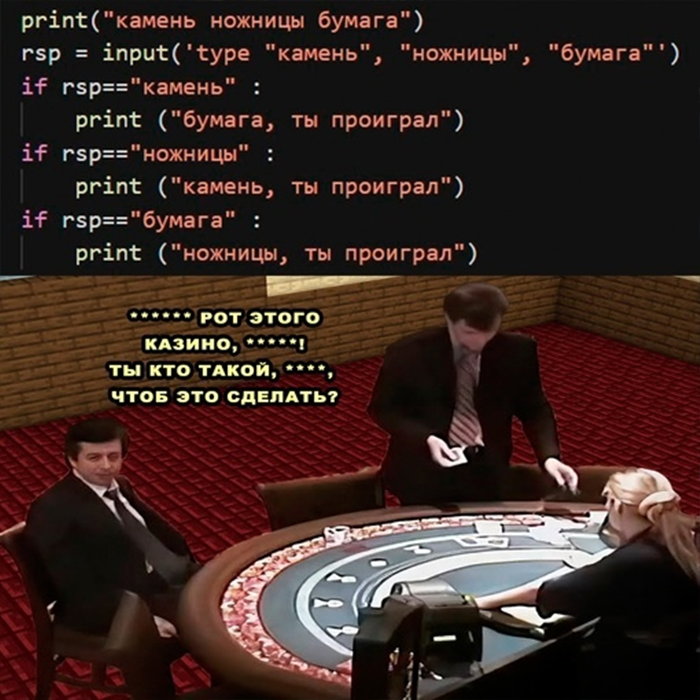 print("камень ножницы бумага")
rsp = input('type "камень", "ножницы", "бумага"')
if rsp=="камень" :
print ("бумага, ты проиграл")
if rsp=="ножницы" :
print ("камень, ты проиграл")
if rsp=="бумага" :
print ("ножницы, ты проиграл")
****** РОТ ЭТОГО
КАЗИНО, *****!
ТЫ КТО ТАКОЙ, ****,
ЧТОБ ЭТО СДЕЛАТЬ?